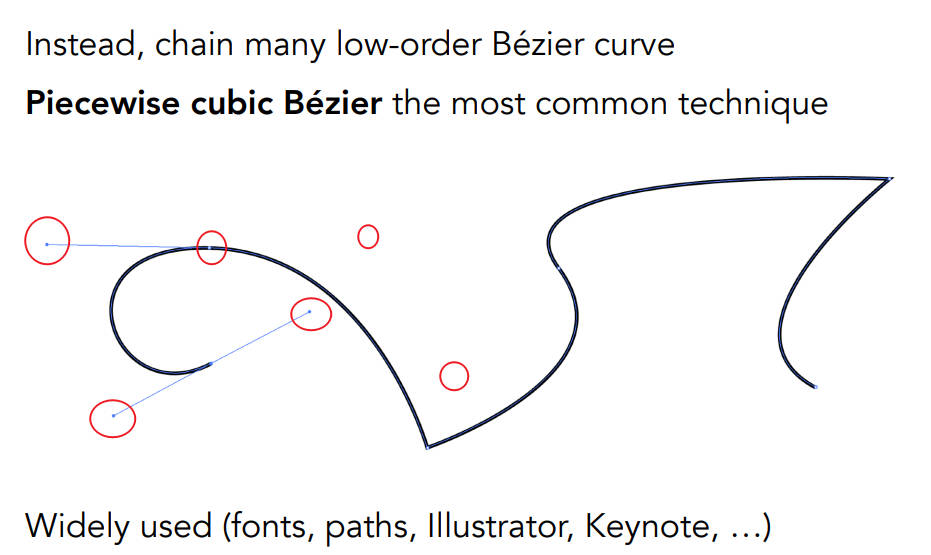 Instead, chain many low-order Bézier curve
Piecewise cubic Bézier the most common technique
Widely used (fonts, paths, Illustrator, Keynote, …)